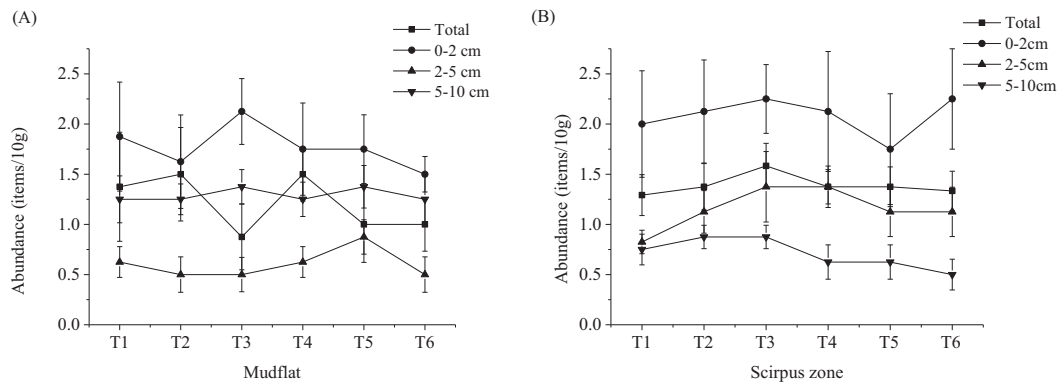 (A)
Total
0-2 cm
2-5 cm
5-10 cm
2.5
2.0
1.5
1.0
0.5
0.0
Abundance (items/10g)
T1 T2 T3 T4 T5 T6
Mudflat
(B)
Total
0-2cm
2-5cm
5-10cm
2.5
2.0
1.5
1.0
0.5
0.0
Abundance (items/10g)
T1 T2 T3 T4 T5 T6
Scirpus zone